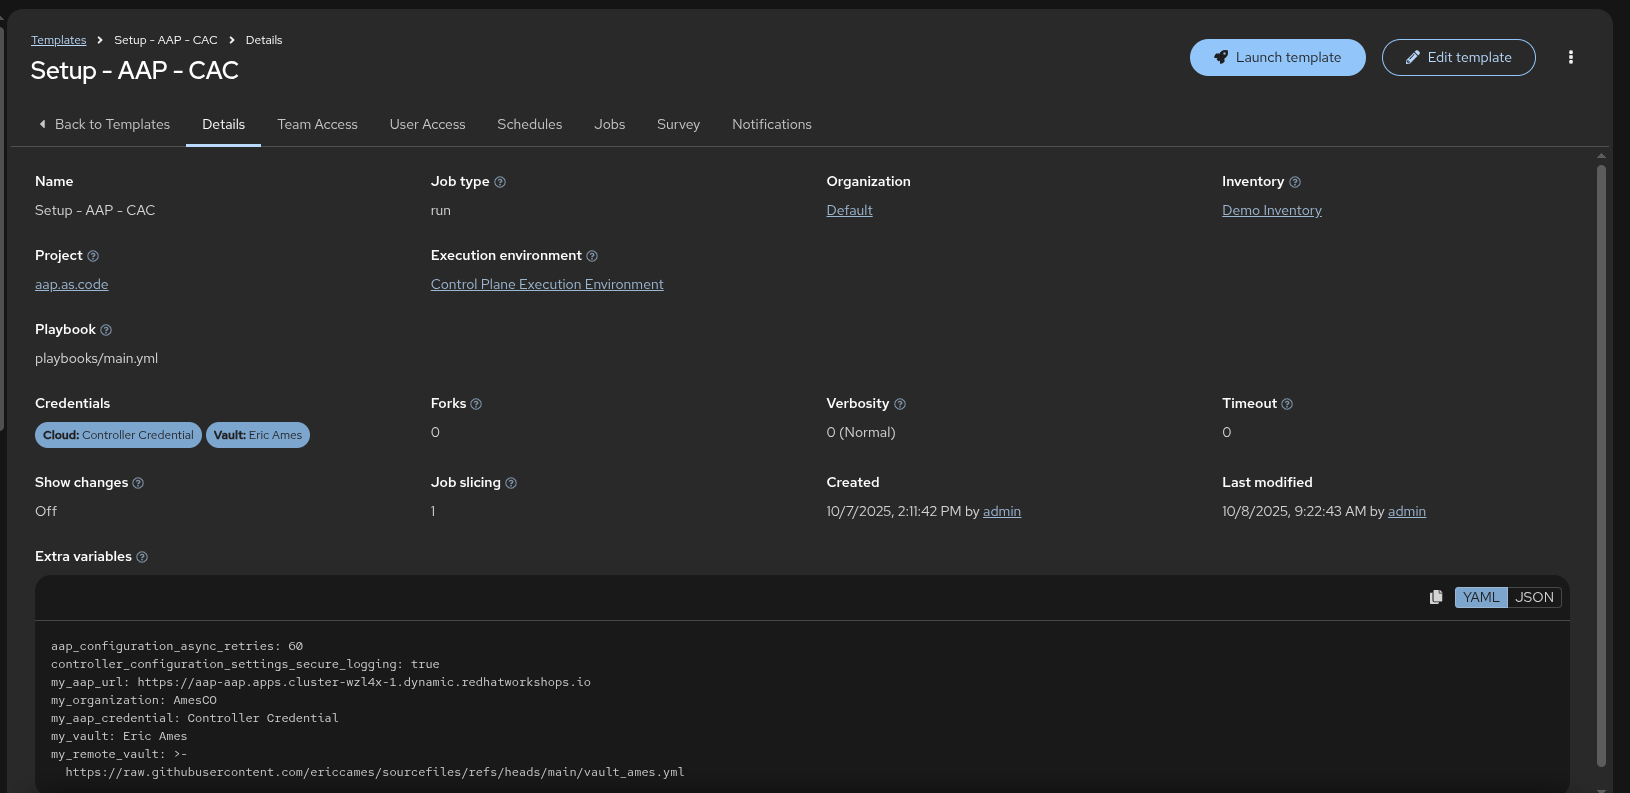 Templates > Setup - AAP - CAC > Details
Setup - AAP - CAC
Launch template
Edit template
Back to Templates Details Team Access User Access Schedules Jobs Survey Notifications
Name Job type Organization Inventory
Setup - AAP - CAC run Default Demo Inventory
Project Execution environment
aap.as.code Control Plane Execution Environment
Playbook
playbooks/main.yml
Credentials Forks Verbosity Timeout
Cloud: Controller Credential Vault: Eric Ames 0 0 (Normal) 0
Show changes Job slicing Created Last modified
Off 1 10/7/2025, 2:11:42 PM by admin 10/8/2025, 9:22:43 AM by admin
Extra variables
YAML JSON
aap_configuration_async_retries: 60
controller_configuration_settings_secure_logging: true
my_aap_url: https://aap-aap.apps.cluster-wzl4x-1.dynamic.redhatworkshops.io
my_organization: AmesCO
my_aap_credential: Controller Credential
my_vault: Eric Ames
my_remote_vault: >-
https://raw.githubusercontent.com/ericcames/sourcefiles/refs/heads/main/vault_ames.yml